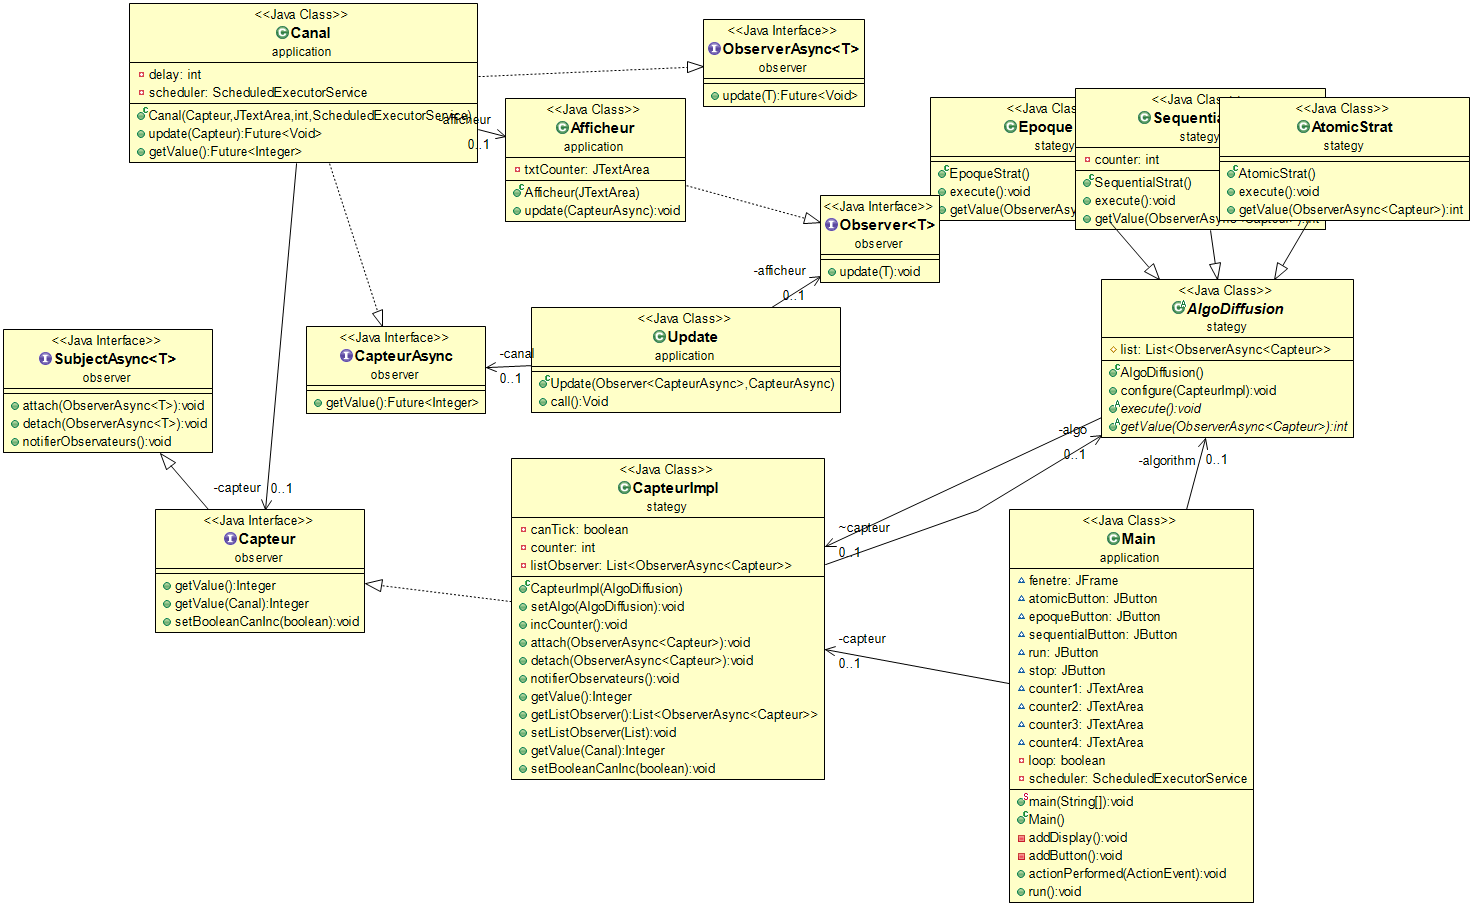 <<Java Class>>
Canal
application
delay: int
scheduler: ScheduledExecutorService
Canal(Capteur,JTextArea,int,ScheduledExecutorService)
update(Capteur):Future<Void>
getValue():Future<Integer>
<<Java Interface>>
ObserverAsync<T>
observer
update(T):Future<Void>
-afficheur
0..1
<<Java Class>>
Afficheur
application
txtCounter: JTextArea
Afficheur(JTextArea)
update(CapteurAsync):void
<<Java Interface>>
Observer<T>
observer
update(T):void
<<Java Clas
Epoque
stategy
EpoqueStrat()
execute():void
getValue(ObserverAsy
<<Java Class
Sequentia
stategy
counter: int
SequentialStrat()
execute():void
getValue(ObserverAsync<Capteur>):int
<<Java Class>>
AtomicStrat
stategy
AtomicStrat()
execute():void
getValue(ObserverAsync<Capteur>):int
-afficheur
0..1
<<Java Class>>
AlgoDiffusion
stategy
list: List<ObserverAsync<Capteur>>
AlgoDiffusion()
configure(CapteurImpl):void
execute():void
getValue(ObserverAsync<Capteur>):int
<<Java Interface>>
SubjectAsync<T>
observer
attach(ObserverAsync<T>):void
detach(ObserverAsync<T>):void
notifierObservateurs():void
<<Java Interface>>
CapteurAsync
observer
getValue():Future<Integer>
-canal
0..1
<<Java Class>>
Update
application
Update(Observer<CapteurAsync>,CapteurAsync)
call():Void
-algo
0..1
-algorithm
0..1
-capteur
0..1
<<Java Interface>>
Capteur
observer
getValue():Integer
getValue(Canal):Integer
setBooleanCanInc(boolean):void
<<Java Class>>
CapteurImpl
stategy
canTick: boolean
counter: int
listObserver: List<ObserverAsync<Capteur>>
CapteurImpl(AlgoDiffusion)
setAlgo(AlgoDiffusion):void
incCounter():void
attach(ObserverAsync<Capteur>):void
detach(ObserverAsync<Capteur>):void
notifierObservateurs():void
getValue():Integer
getListObserver():List<ObserverAsync<Capteur>>
setListObserver(List):void
getValue(Canal):Integer
setBooleanCanInc(boolean):void
~capteur
0..1
-capteur
0..1
<<Java Class>>
Main
application
fenetre: JFrame
atomicButton: JButton
epoqueButton: JButton
sequentialButton: JButton
run: JButton
stop: JButton
counter1: JTextArea
counter2: JTextArea
counter3: JTextArea
counter4: JTextArea
loop: boolean
scheduler: ScheduledExecutorService
main(String[]):void
Main()
addDisplay():void
addButton():void
actionPerformed(ActionEvent):void
run():void